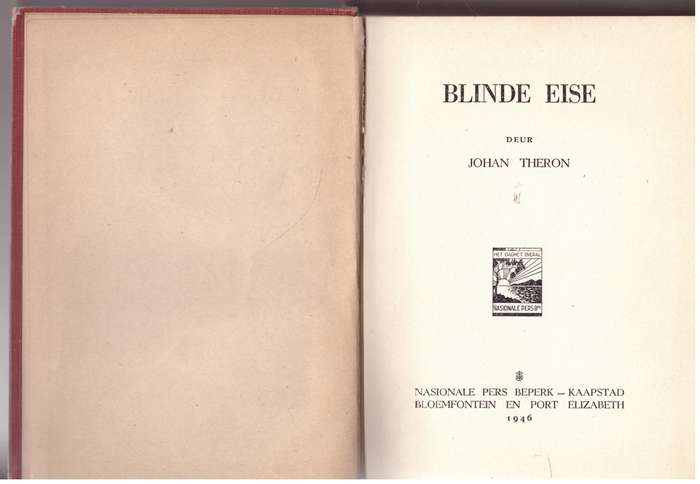 BLINDE EISE
DEUR
JOHAN THERON
HET DAGHET OVERAL
NASIONALE PERS BPK
NASIONALE PERS BEPERK — KAAPSTAD
BLOEMFONTEIN EN PORT ELIZABETH
1946